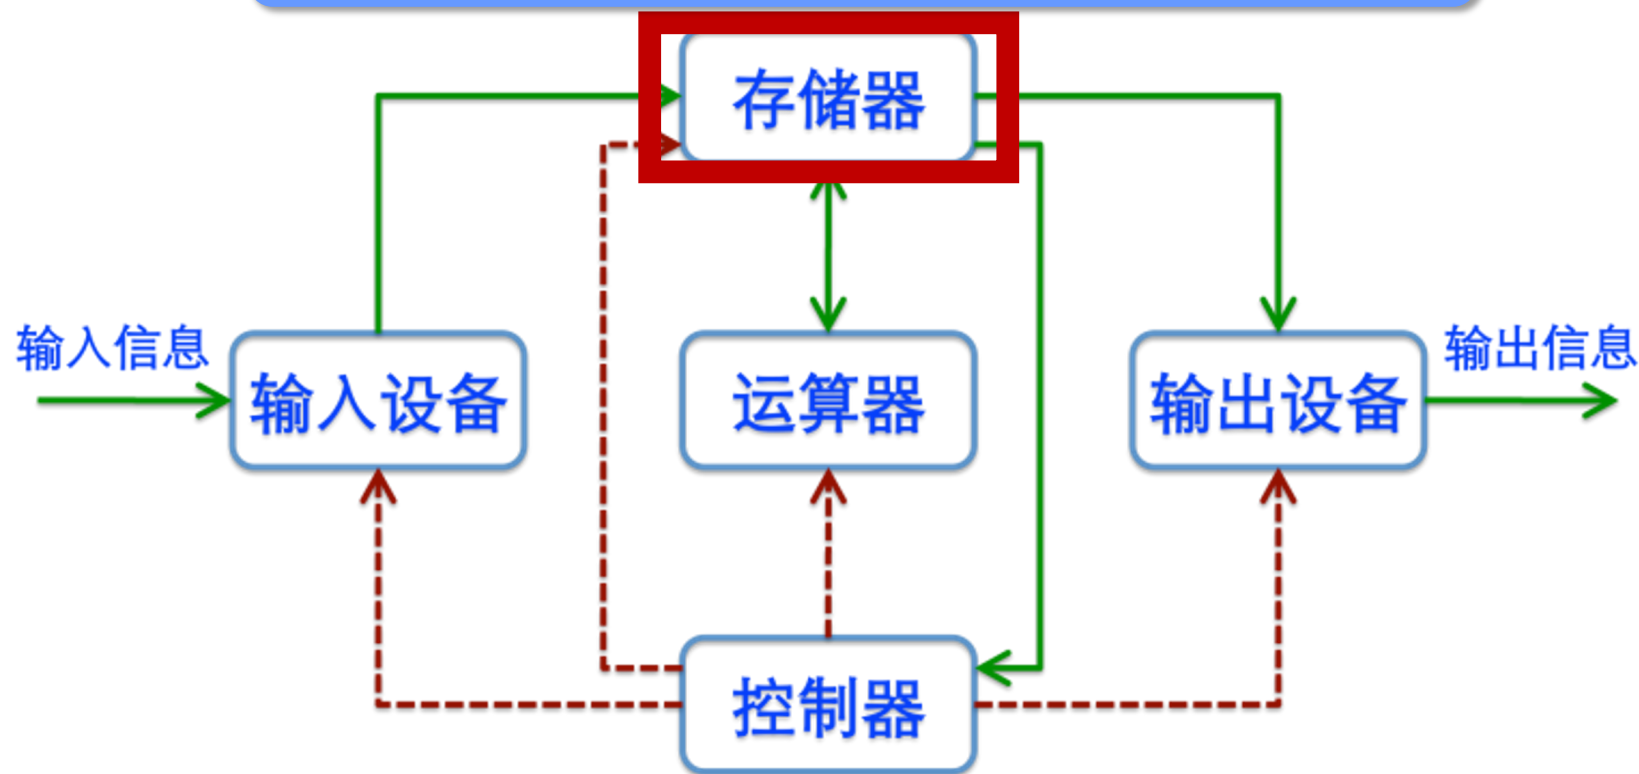 存储器
输入信息
输入设备
运算器
输出设备
输出信息
控制器